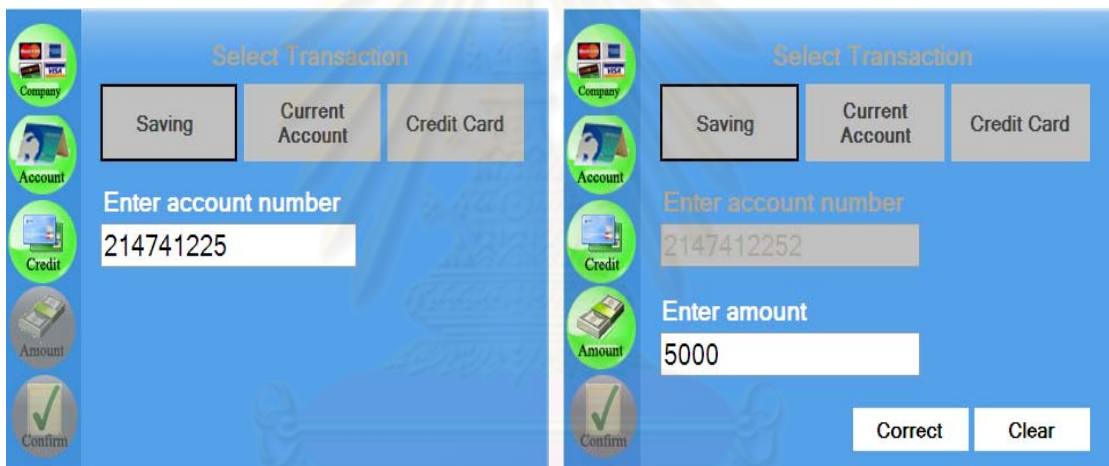 Select Transaction
Company
Saving
Current
Account
Credit Card
Account
Enter account number
214741225
Credit
Amount
Confirm
Select Transaction
Company
VISA
Saving
Current
Account
Credit Card
Account
Enter account number
2147412252
Credit
Enter amount
Amount
5000
Confirm
Correct
Clear